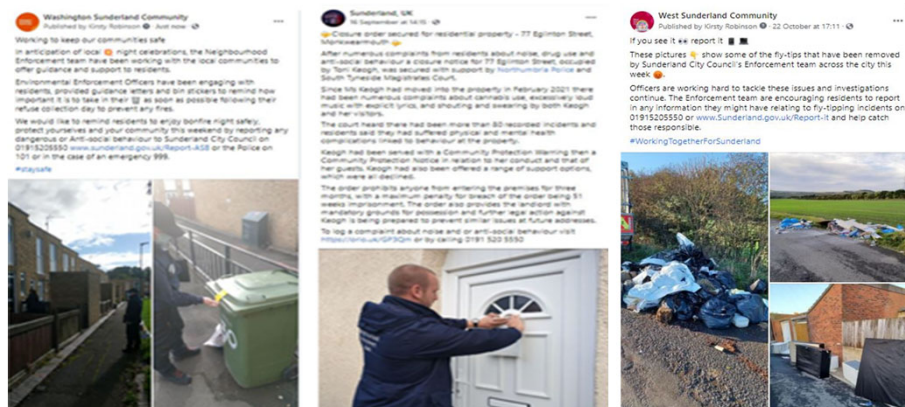 Washington Sunderland Community
Published by Kirsty Robinson · Just now
Working to keep our communities safe
In anticipation of local night celebrations, the Neighbourhood
Enforcement team have been working with the local communities to
offer guidance and support to residents.
Environmental Enforcement Officers have been engaging with
residents, provided guidance letters and bin stickers to remind how
important it is to take in their as soon as possible following their
refuse collection day to prevent any fires.
We would like to remind residents to enjoy bonfire night safely,
protect yourselves and your community this weekend by reporting any
dangerous or Anti-social behaviour to Sunderland City Council on
01915205550 www.sunderland.gov.uk/Report-ASB or the Police on
101 or in the case of an emergency 999.
#staysafe
Sunderland, UK
16 September at 14:15
Closure order secured for residential property - 77 Eglinton Street,
Monkwearmouth
After numerous complaints from residents about noise, drug use and
anti-social behaviour a closure notice for 77 Eglinton Street, occupied
by Toni Keogh, was secured with support by Northumbria Police and
South Tyneside Magistrates Court.
Since Ms Keogh had moved into the property in February 2021 there
had been numerous complaints about cannabis use, excessively loud
music with explicit lyrics, and shouting and swearing by both Keogh
and her visitors.
The court heard there had been more than 80 recorded incidents and
residents said they had suffered physical and mental health
complications linked to behaviour at the property.
Keogh had been served with a Community Protection Warning then a
Community Protection Notice in relation to her conduct and that of
her guests. Keogh had also been offered a range of support options,
which were all declined.
The order prohibits anyone from entering the premises for three
months, with a maximum penalty for breach of the order being 51
weeks imprisonment. The order also provides the landlord with
mandatory grounds for possession and further legal action against
Keogh is being prepared to prevent similar issues at future addresses.
To log a complaint about noise and or anti-social behaviour visit
https://orlo.uk/GP3Qm or by calling 0191 520 5550
West Sunderland Community
Published by Kirsty Robinson · 22 October at 17:11
If you see it report it
These pictures show some of the fly-tips that have been removed
by Sunderland City Council's Enforcement team across the city this
week
Officers are working hard to tackle these issues and investigations
continue. The Enforcement team are encouraging residents to report
in any information they might have relating to fly-tipping incidents on
01915205550 or www.Sunderland.gov.uk/Report-it and help catch
those responsible.
#WorkingTogetherForSunderland